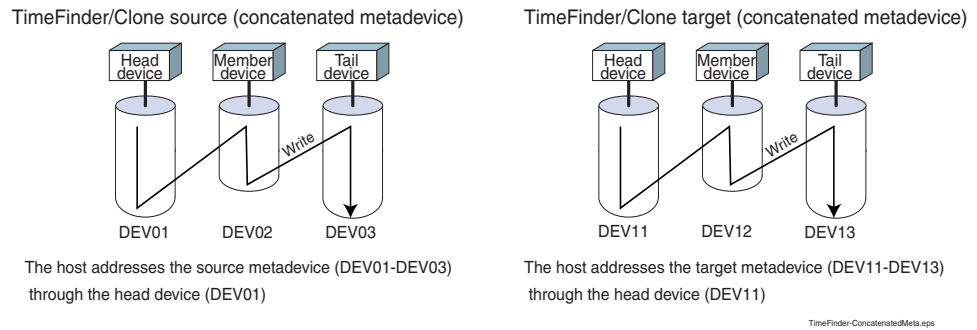 TimeFinder/Clone source (concatenated metadevice)
Head
device
Member
device
Tail
device
Write
DEV01
DEV02
DEV03
The host addresses the source metadevice (DEV01-DEV03)
through the head device (DEV01)
TimeFinder/Clone target (concatenated metadevice)
Head
device
Member
device
Tail
device
Write
DEV11
DEV12
DEV13
The host addresses the target metadevice (DEV11-DEV13)
through the head device (DEV11)
TimeFinder-ConcatenatedMeta.eps